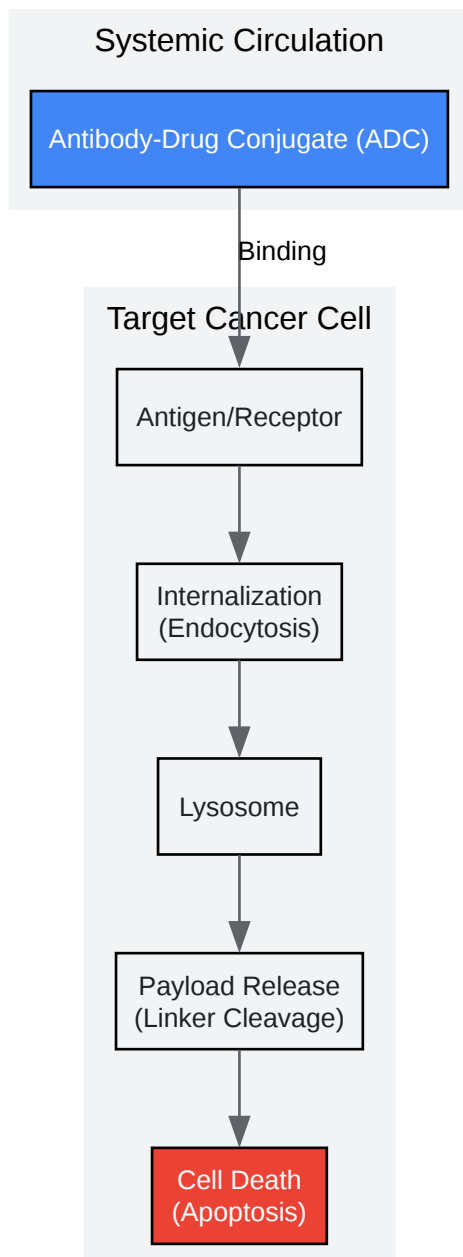 Systemic Circulation
Antibody-Drug Conjugate (ADC)
Binding
Target Cancer Cell
Antigen/Receptor
Internalization
(Endocytosis)
Lysosome
Payload Release
(Linker Cleavage)
Cell Death
(Apoptosis)